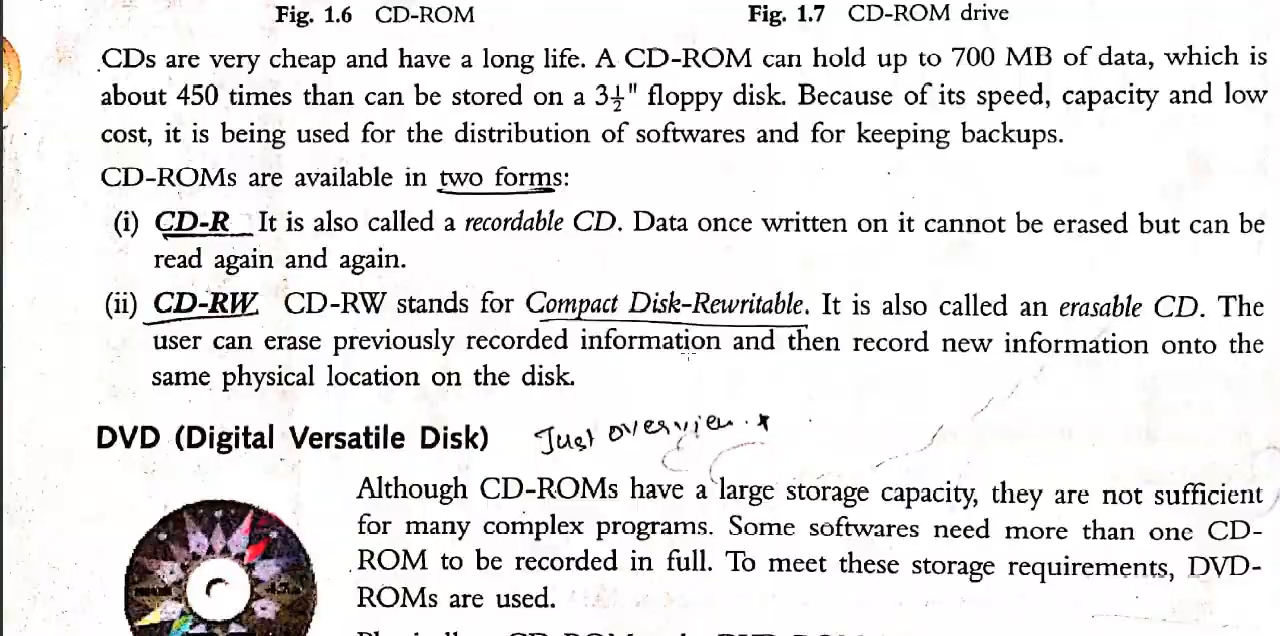 Fig. 1.6 CD-ROM
Fig. 1.7 CD-ROM drive
CDs are very cheap and have a long life. A CD-ROM can hold up to 700 MB of data, which is
about 450 times than can be stored on a 3½" floppy disk. Because of its speed, capacity and low
cost, it is being used for the distribution of softwares and for keeping backups.
CD-ROMs are available in two forms:
(i) CD-R It is also called a recordable CD. Data once written on it cannot be erased but can be
read again and again.
(ii) CD-RW CD-RW stands for Compact Disk-Rewritable. It is also called an erasable CD. The
user can erase previously recorded information and then record new information onto the
same physical location on the disk.
DVD (Digital Versatile Disk)
Just overview *
Although CD-ROMs have a large storage capacity, they are not sufficient
for many complex programs. Some softwares need more than one CD-
ROM to be recorded in full. To meet these storage requirements, DVD-
ROMs are used.